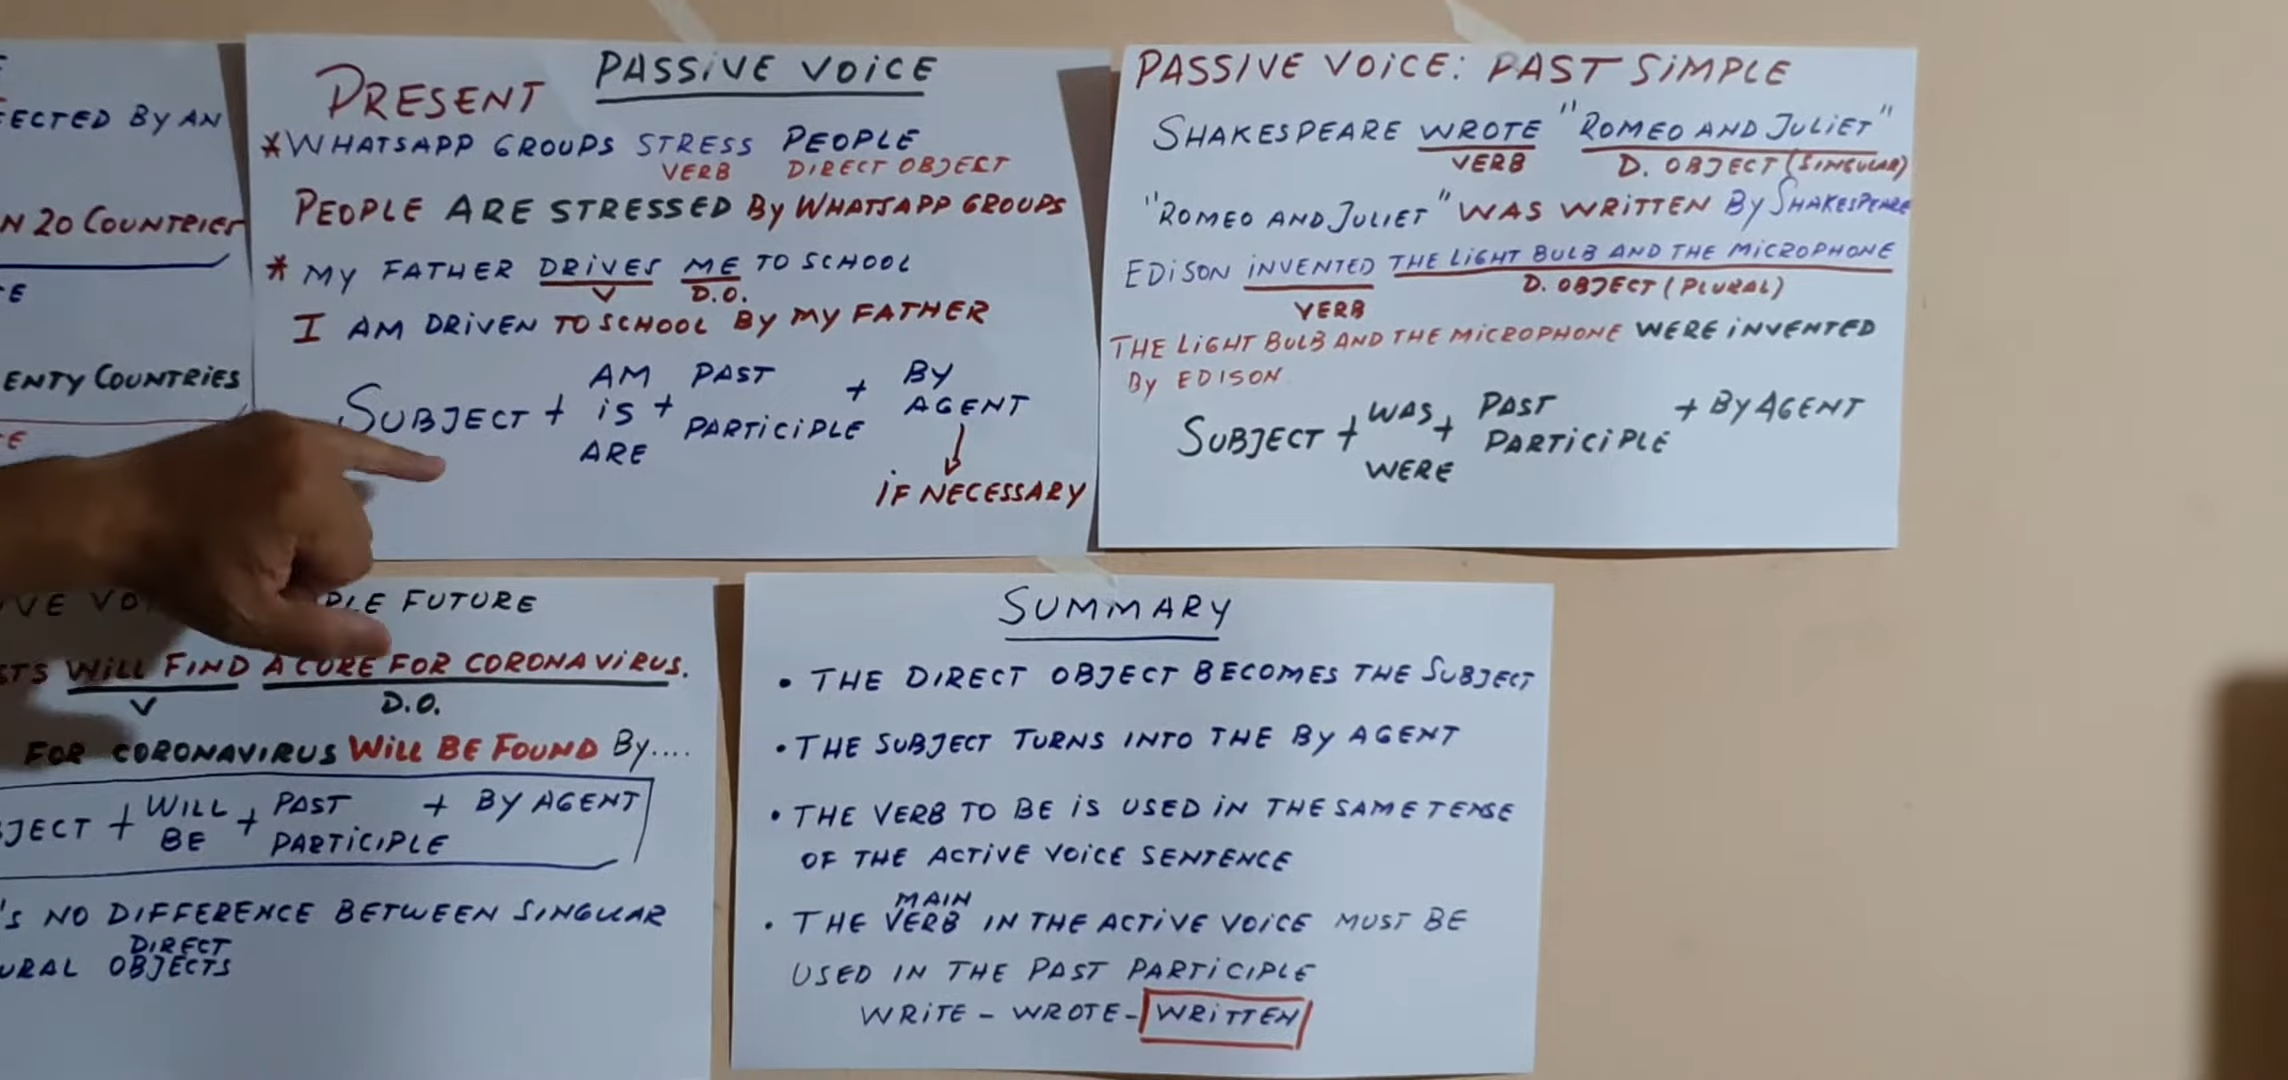 ECTED BY AN
N 20 COUNTRIES
ENTY COUNTRIES
PRESENT PASSIVE VOICE
*WHATSAPP GROUPS STRESS PEOPLE
VERB DIRECT OBJECT
PEOPLE ARE STRESSED BY WHATSAPP GROUPS
* MY FATHER DRIVES ME TO SCHOOL
V D.O.
I AM DRIVEN TO SCHOOL BY MY FATHER
SUBJECT + AM IS ARE + PAST PARTICIPLE + BY AGENT
IF NECESSARY
PASSIVE VOICE: PAST SIMPLE
SHAKESPEARE WROTE "ROMEO AND JULIET"
VERB D. OBJECT (SINGULAR)
"ROMEO AND JULIET" WAS WRITTEN BY SHAKESPEARE
EDISON INVENTED THE LIGHT BULB AND THE MICROPHONE
VERB D. OBJECT (PLURAL)
THE LIGHT BULB AND THE MICROPHONE WERE INVENTED
BY EDISON
SUBJECT + WAS WERE + PAST PARTICIPLE + BY AGENT
VE VO PLE FUTURE
STS WILL FIND A CURE FOR CORONAVIRUS.
V D.O.
FOR CORONAVIRUS WILL BE FOUND By....
JECT + WILL BE + PAST PARTICIPLE + BY AGENT
'S NO DIFFERENCE BETWEEN SINGULAR
URAL DIRECT OBJECTS
SUMMARY
• THE DIRECT OBJECT BECOMES THE SUBJECT
• THE SUBJECT TURNS INTO THE BY AGENT
• THE VERB TO BE IS USED IN THE SAME TENSE
OF THE ACTIVE VOICE SENTENCE
• THE MAIN VERB IN THE ACTIVE VOICE MUST BE
USED IN THE PAST PARTICIPLE
WRITE - WROTE - WRITTEN